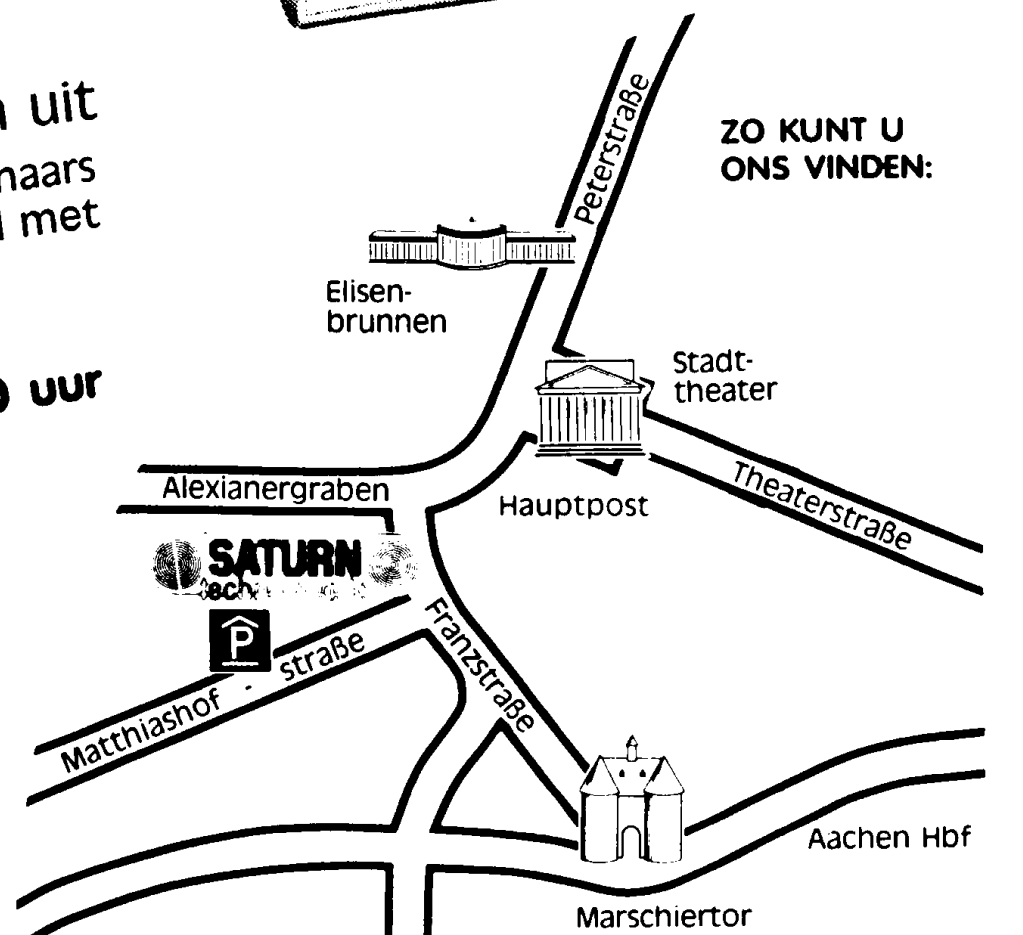 uit
met
uur
ZO KUNT U
ONS VINDEN:
Peterstraße
Elisen-
brunnen
Stadt-
theater
Theaterstraße
Hauptpost
Alexianergraben
SATURN
P
Matthiashof - straße
Franzstraße
Aachen Hbf
Marschiertor